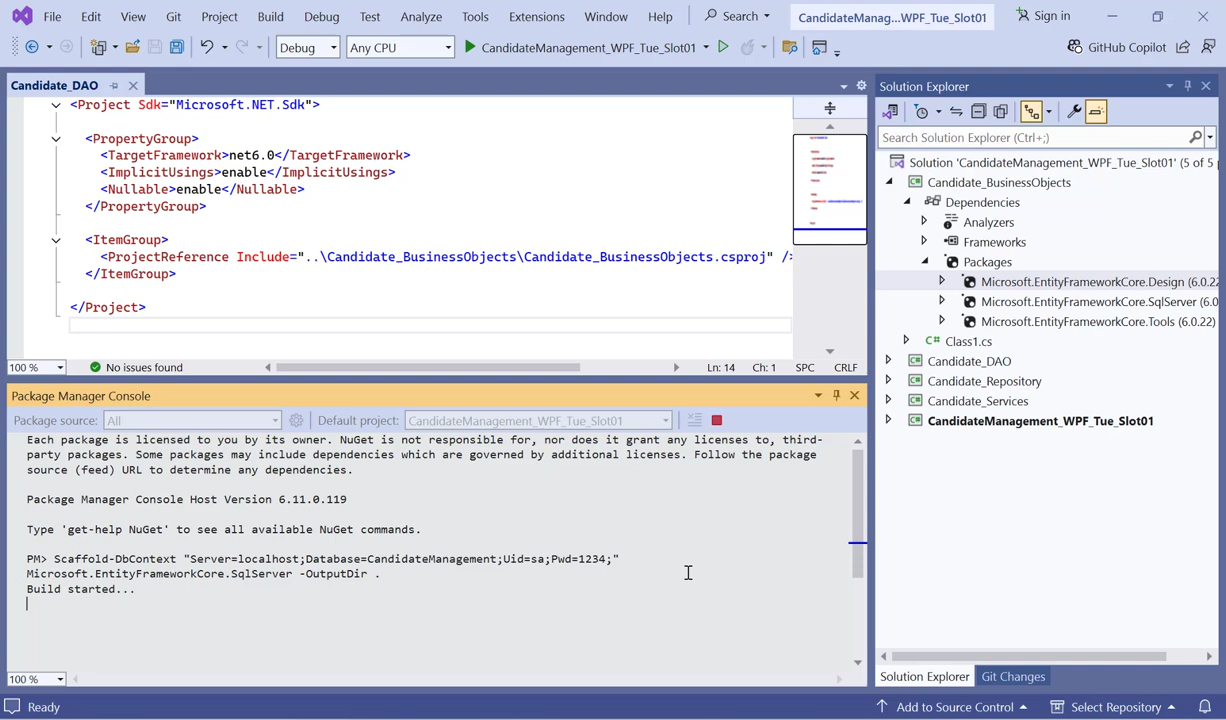 File Edit View Git Project Build Debug Test Analyze Tools Extensions Window Help Search CandidateManag...WPF_Tue_Slot01 Sign in
Debug Any CPU CandidateManagement_WPF_Tue_Slot01 GitHub Copilot
Candidate_DAO
<Project Sdk="Microsoft.NET.Sdk">
<PropertyGroup>
<TargetFramework>net6.0</TargetFramework>
<ImplicitUsings>enable</ImplicitUsings>
<Nullable>enable</Nullable>
</PropertyGroup>
<ItemGroup>
<ProjectReference Include="..\Candidate_BusinessObjects\Candidate_BusinessObjects.csproj" />
</ItemGroup>
</Project>
100 % No issues found Ln: 14 Ch: 1 SPC CRLF
Package Manager Console
Package source: All Default project: CandidateManagement_WPF_Tue_Slot01
Each package is licensed to you by its owner. NuGet is not responsible for, nor does it grant any licenses to, third-
party packages. Some packages may include dependencies which are governed by additional licenses. Follow the package
source (feed) URL to determine any dependencies.
Package Manager Console Host Version 6.11.0.119
Type 'get-help NuGet' to see all available NuGet commands.
PM> Scaffold-DbContext "Server=localhost;Database=CandidateManagement;Uid=sa;Pwd=1234;"
Microsoft.EntityFrameworkCore.SqlServer -OutputDir .
Build started...
100 %
Solution Explorer
Search Solution Explorer (Ctrl+;)
Solution 'CandidateManagement_WPF_Tue_Slot01' (5 of 5 p
Candidate_BusinessObjects
Dependencies
Analyzers
Frameworks
Packages
Microsoft.EntityFrameworkCore.Design (6.0.22
Microsoft.EntityFrameworkCore.SqlServer (6.0
Microsoft.EntityFrameworkCore.Tools (6.0.22)
Class1.cs
Candidate_DAO
Candidate_Repository
Candidate_Services
CandidateManagement_WPF_Tue_Slot01
Solution Explorer Git Changes
Ready Add to Source Control Select Repository